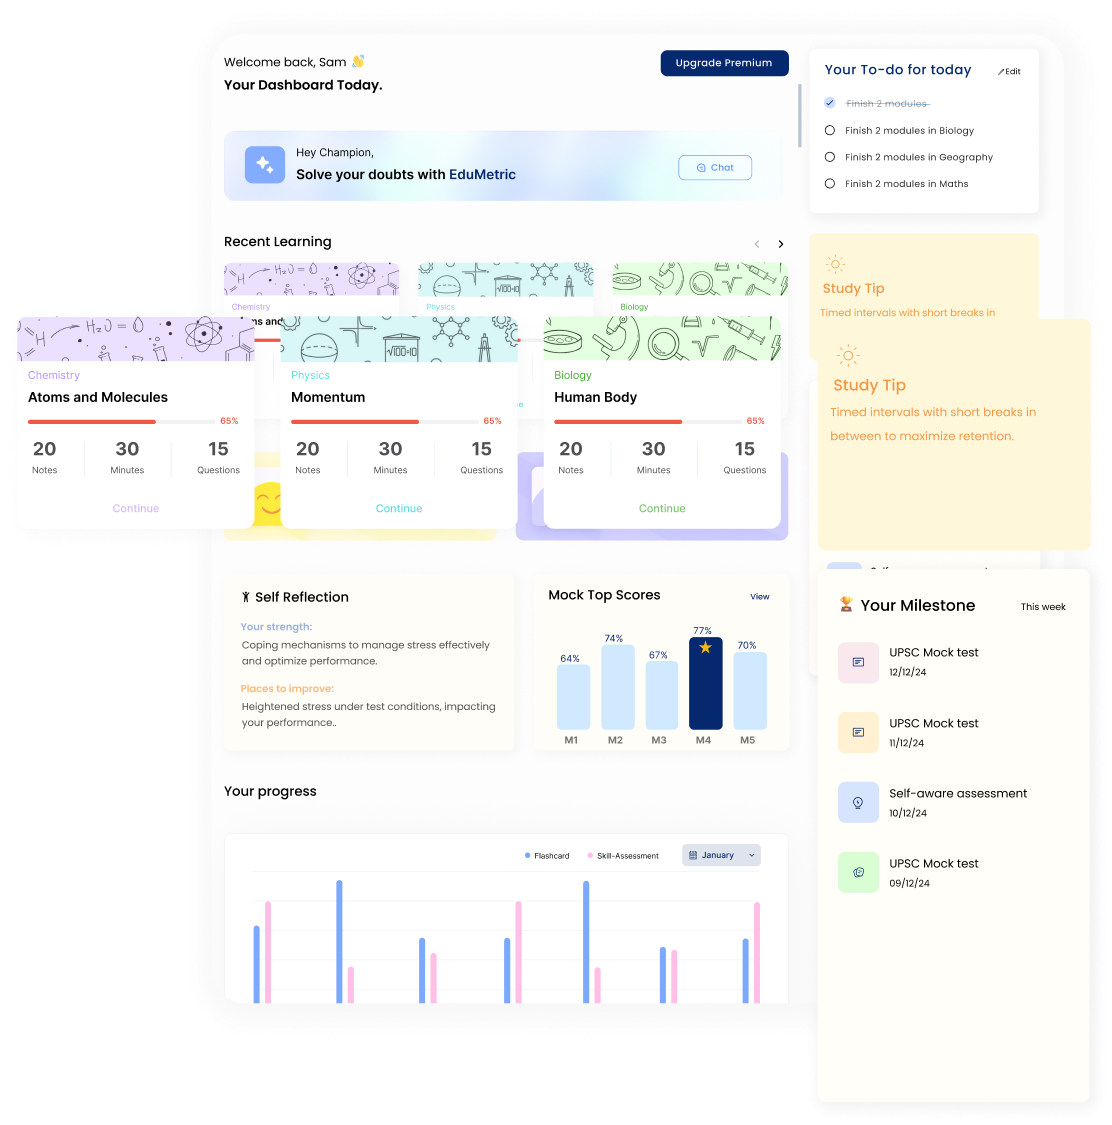 Welcome back, Sam 👋
Your Dashboard Today.
Upgrade Premium
Hey Champion,
Solve your doubts with EduMetric
Chat
Your To-do for today
Edit
Finish 2 modules
Finish 2 modules in Biology
Finish 2 modules in Geography
Finish 2 modules in Maths
Recent Learning
Chemistry
Physics
Biology
H₂O = 
H
√100=10
Study Tip
Timed intervals with short breaks in
H₂O = 
H
√100=10
Chemistry
Atoms and Molecules
65%
20
30
15
Notes
Minutes
Questions
Continue
Physics
Momentum
65%
20
30
15
Notes
Minutes
Questions
Continue
Biology
Human Body
65%
20
30
15
Notes
Minutes
Questions
Continue
Study Tip
Timed intervals with short breaks in
between to maximize retention.
Self Reflection
Your strength:
Coping mechanisms to manage stress effectively
and optimize performance.
Places to improve:
Heightened stress under test conditions, impacting
your performance..
Mock Top Scores
View
64%
74%
67%
77%
70%
M1
M2
M3
M4
M5
🏆 Your Milestone
This week
UPSC Mock test
12/12/24
UPSC Mock test
11/12/24
Self-aware assessment
10/12/24
UPSC Mock test
09/12/24
Your progress
Flashcard
Skill-Assessment
January